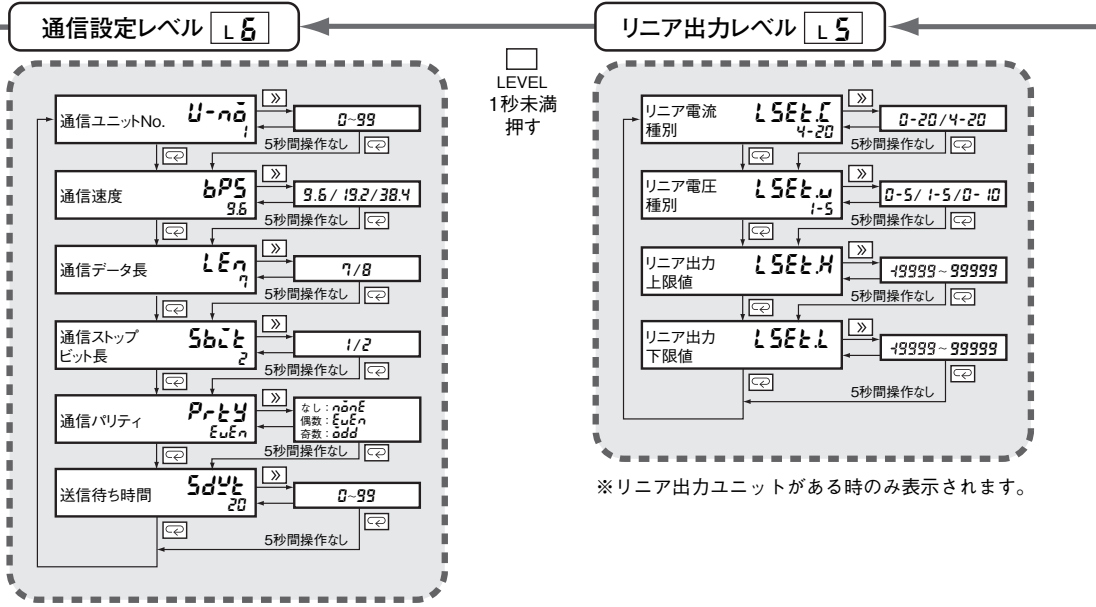 通信設定レベル L 6
通信ユニットNo.
U-no
1
0~99
5秒間操作なし
通信速度
bPS
9.6
9.6/19.2/38.4
5秒間操作なし
通信データ長
LEn
7
7/8
5秒間操作なし
通信ストップ
ビット長
Sbit
2
1/2
5秒間操作なし
通信パリティ
PrtY
EvEn
なし：nonE
偶数：EvEn
奇数：odd
5秒間操作なし
送信待ち時間
SdWt
20
0~99
5秒間操作なし
LEVEL
1秒未満
押す
リニア出力レベル L 5
リニア電流
種別
LSEt.C
4-20
0-20/4-20
5秒間操作なし
リニア電圧
種別
LSEt.v
1-5
0-5/1-5/0-10
5秒間操作なし
リニア出力
上限値
LSEt.H
-19999~99999
5秒間操作なし
リニア出力
下限値
LSEt.L
-19999~99999
5秒間操作なし
※リニア出力ユニットがある時のみ表示されます。